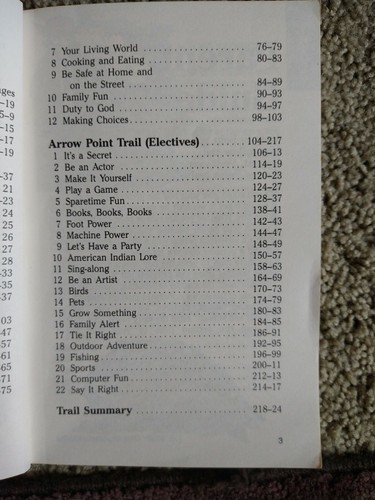 7 Your Living World . . . . . . . . . . . . . . . . . . 76–79
8 Cooking and Eating . . . . . . . . . . . . . . . . . 80–83
9 Be Safe at Home and
on the Street . . . . . . . . . . . . . . . . . . . . 84–89
10 Family Fun . . . . . . . . . . . . . . . . . . . . . . 90–93
11 Duty to God . . . . . . . . . . . . . . . . . . . . . 94–97
12 Making Choices . . . . . . . . . . . . . . . . . . . 98–103
Arrow Point Trail (Electives) . . . . . . . . . 104–217
1 It's a Secret . . . . . . . . . . . . . . . . . . . . . 106–13
2 Be an Actor . . . . . . . . . . . . . . . . . . . . . 114–19
3 Make It Yourself . . . . . . . . . . . . . . . . . . 120–23
4 Play a Game . . . . . . . . . . . . . . . . . . . . . 124–27
5 Sparetime Fun . . . . . . . . . . . . . . . . . . . . 128–37
6 Books, Books, Books . . . . . . . . . . . . . . . . 138–41
7 Foot Power . . . . . . . . . . . . . . . . . . . . . . 142–43
8 Machine Power . . . . . . . . . . . . . . . . . . . 144–47
9 Let's Have a Party . . . . . . . . . . . . . . . . . 148–49
10 American Indian Lore . . . . . . . . . . . . . . . 150–57
11 Sing-along . . . . . . . . . . . . . . . . . . . . . . 158–63
12 Be an Artist . . . . . . . . . . . . . . . . . . . . . 164–69
13 Birds . . . . . . . . . . . . . . . . . . . . . . . . . . 170–73
14 Pets . . . . . . . . . . . . . . . . . . . . . . . . . . . 174–79
15 Grow Something . . . . . . . . . . . . . . . . . . 180–83
16 Family Alert . . . . . . . . . . . . . . . . . . . . . 184–85
17 Tie It Right . . . . . . . . . . . . . . . . . . . . . 186–91
18 Outdoor Adventure . . . . . . . . . . . . . . . . . 192–95
19 Fishing . . . . . . . . . . . . . . . . . . . . . . . . 196–99
20 Sports . . . . . . . . . . . . . . . . . . . . . . . . . 200–11
21 Computer Fun . . . . . . . . . . . . . . . . . . . . 212–13
22 Say It Right . . . . . . . . . . . . . . . . . . . . . 214–17
Trail Summary . . . . . . . . . . . . . . . . . . . . 218–24
3